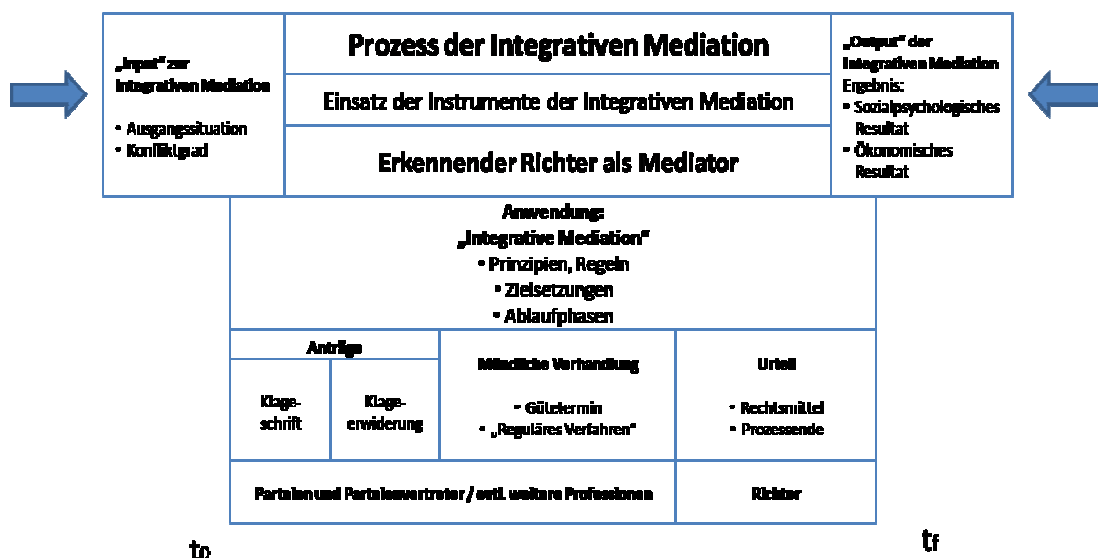 „Input“ zur
Integrativen Mediation
• Ausgangssituation
• Konfliktgrad
Prozess der Integrativen Mediation
Einsatz der Instrumente der Integrativen Mediation
Erkennender Richter als Mediator
„Output“ der
Integrativen Mediation
Ergebnis:
• Sozialpsychologisches
Resultat
• Ökonomisches
Resultat
Anwendung:
„Integrative Mediation“
• Prinzipien, Regeln
• Zielsetzungen
• Ablaufphasen
Anträge
Klage-
schrift
Klage-
erwiderung
Mündliche Verhandlung
• Gütetermin
• „Reguläres Verfahren“
Urteil
• Rechtsmittel
• Prozessende
Parteien und Parteienvertreter / evtl. weitere Professionen
Richter
t0
tf